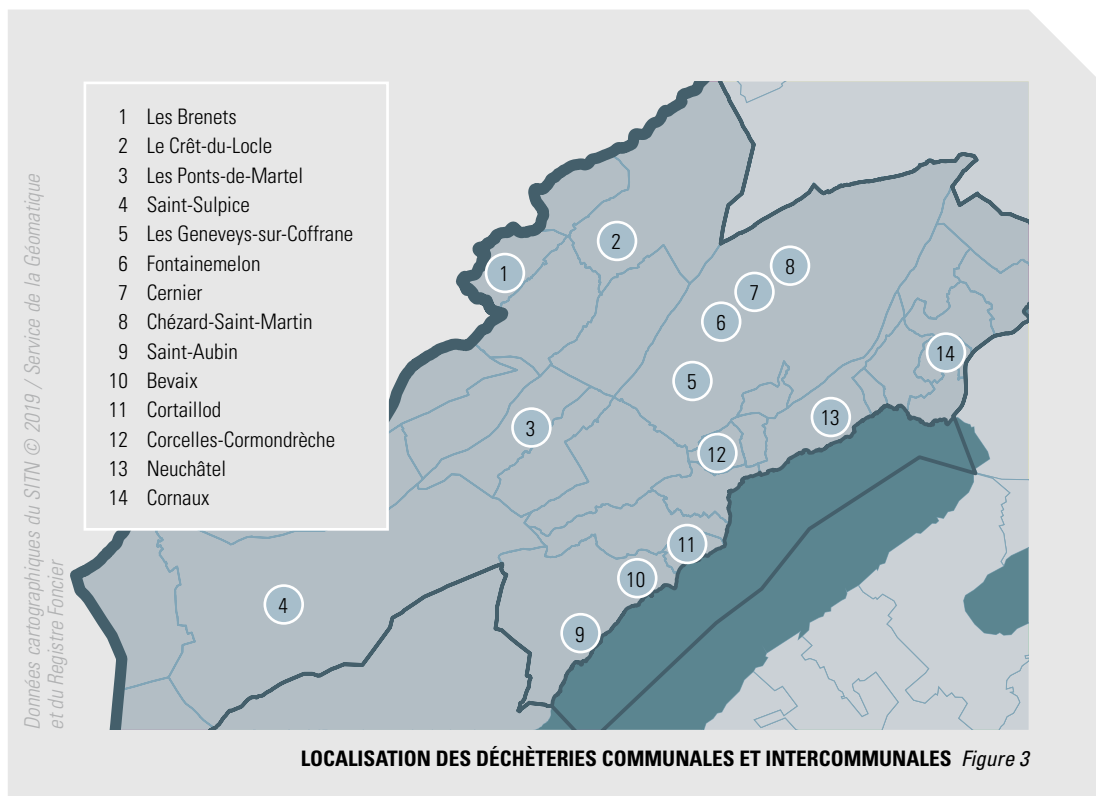 1 Les Brenets
2 Le Crêt-du-Locle
3 Les Ponts-de-Martel
4 Saint-Sulpice
5 Les Geneveys-sur-Coffrane
6 Fontainemelon
7 Cernier
8 Chézard-Saint-Martin
9 Saint-Aubin
10 Bevaix
11 Cortaillod
12 Corcelles-Cormondrèche
13 Neuchâtel
14 Cornaux
2
8
1
7
6
14
5
13
3
12
11
10
4
9
Données cartographiques du SITN © 2019 / Service de la Géomatique
et du Registre Foncier
LOCALISATION DES DÉCHÈTERIES COMMUNALES ET INTERCOMMUNALES Figure 3